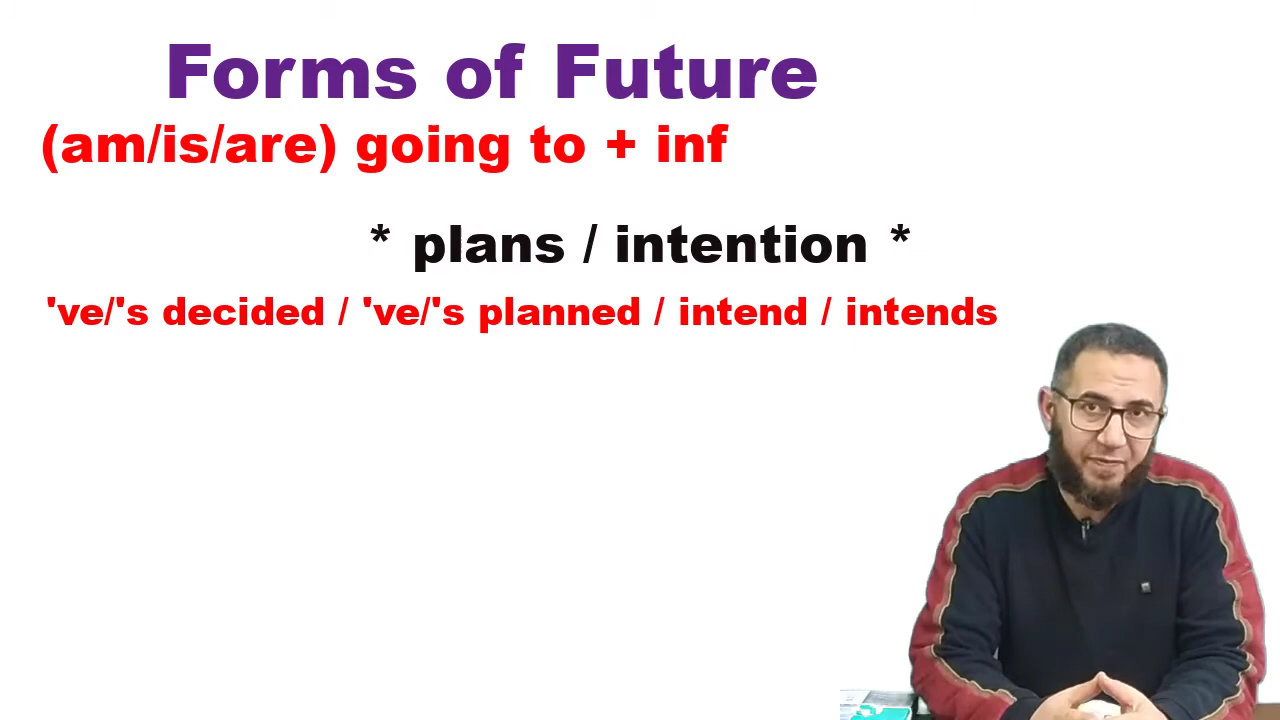 Forms of Future
(am/is/are) going to + inf
* plans / intention *
've/'s decided / 've/'s planned / intend / intends